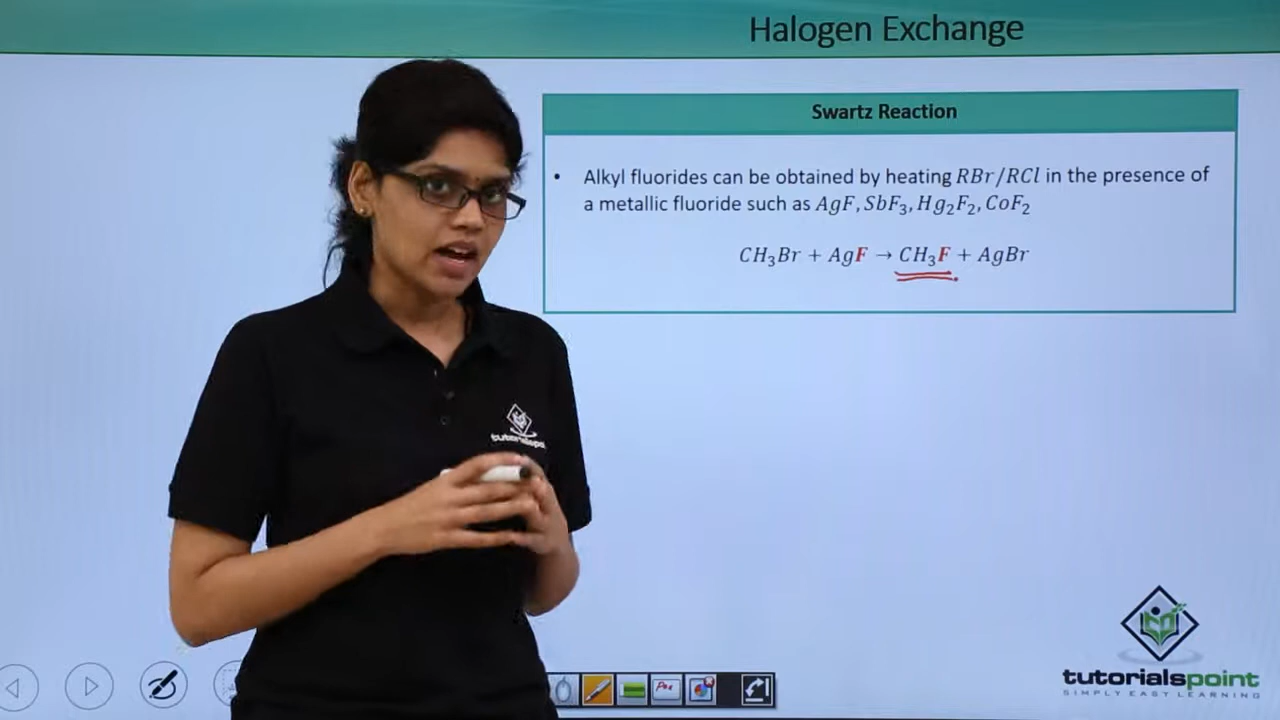 Halogen Exchange
Swartz Reaction
• Alkyl fluorides can be obtained by heating RBr/RCl in the presence of
a metallic fluoride such as AgF, SbF₃, Hg₂F₂, CoF₂
CH₃Br + AgF → CH₃F + AgBr
tutorialspoint
SIMPLY EASY LEARNING